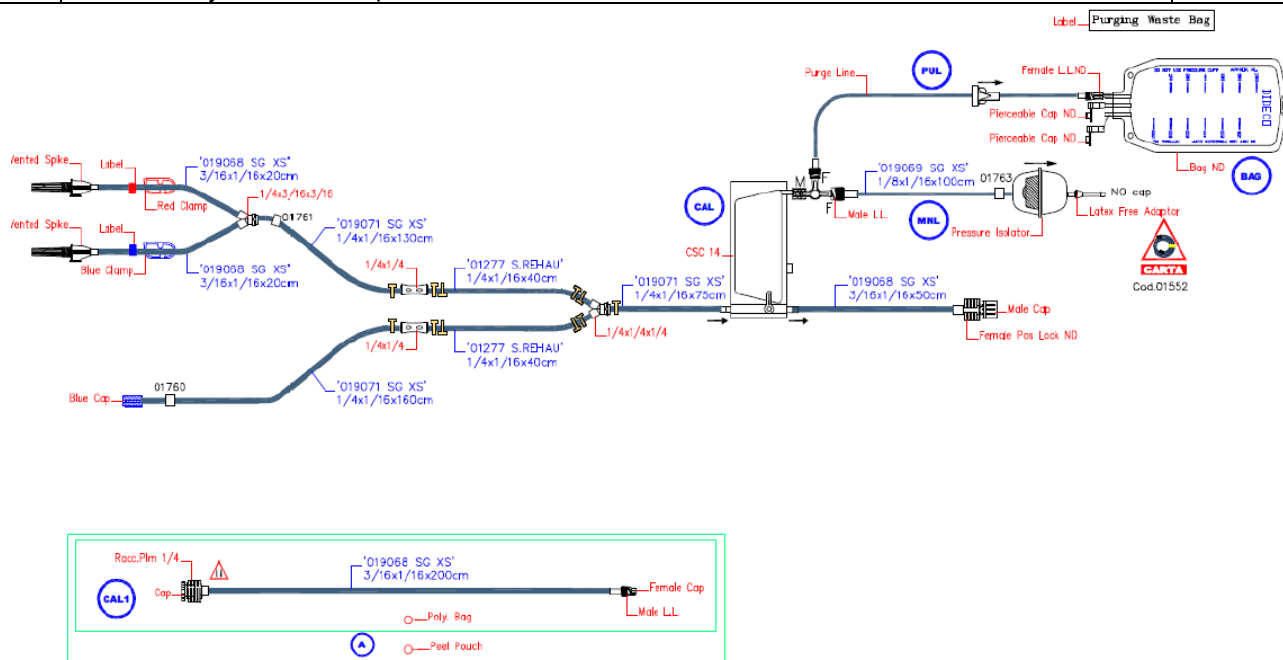 Label
Purging Waste Bag
Purge Line
PUL
Female L.L.ND
Pierceable Cap ND
Pierceable Cap ND
DIDECO
Bag ND
BAG
Vented Spike
Label
'019068 SG XS"
3/16x1/16x20cm
Red Clamp
1/4x3/16x3/16
01761
Vented Spike
Label
Blue Clamp
'019068 SG XS"
3/16x1/16x20cm
'019071 SG XS'
1/4x1/16x130cm
1/4x1/4
'01277 S.REHAU'
1/4x1/16x40cm
1/4x1/4
'01277 S.REHAU'
1/4x1/16x40cm
1/4x1/4x1/4
'019071 SG XS'
1/4x1/16x75cm
'019071 SG XS'
1/4x1/16x160cm
Blue Cap
01760
CAL
CSC 14
M
F
F
Male L.L.
'019069 SG XS'
1/8x1/16x100cm
MNL
01763
Pressure Isolator
NO cap
Latex Free Adaptor
CARTA
Cod.01552
'019068 SG XS'
3/16x1/16x50cm
Male Cap
Female Pos Lock ND
CAL1
Racc.Plm 1/4
Cap
'019068 SG XS'
3/16x1/16x200cm
Female Cap
Male L.L.
Poly. Bag
A
Peel Pouch